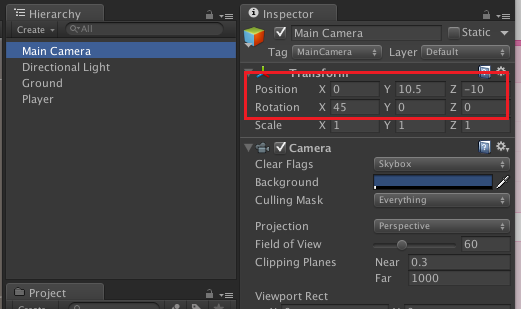 Hierarchy
Create
All
Main Camera
Directional Light
Ground
Player
Project
Create
Inspector
Main Camera
Static
Tag MainCamera Layer Default
Transform
Position X 0 Y 10.5 Z -10
Rotation X 45 Y 0 Z 0
Scale X 1 Y 1 Z 1
Camera
Clear Flags Skybox
Background
Culling Mask Everything
Projection Perspective
Field of View 60
Clipping Planes Near 0.3
Far 1000
Viewport Rect